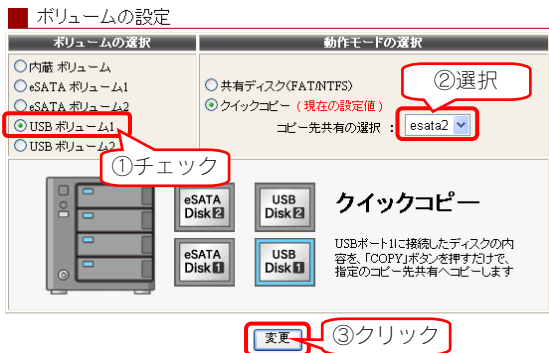 ボリュームの設定
ボリュームの選択
動作モードの選択
内蔵 ボリューム
eSATA ボリューム1
eSATA ボリューム2
USB ボリューム1
USB ボリューム2
①チェック
共有ディスク(FAT/NTFS)
クイックコピー (現在の設定値)
コピー先共有の選択 : esata2
②選択
eSATA Disk2
USB Disk2
eSATA Disk1
USB Disk1
クイックコピー
USBポート1に接続したディスクの内
容を、「COPY」ボタンを押すだけで、
指定のコピー先共有へコピーします
変更
③クリック